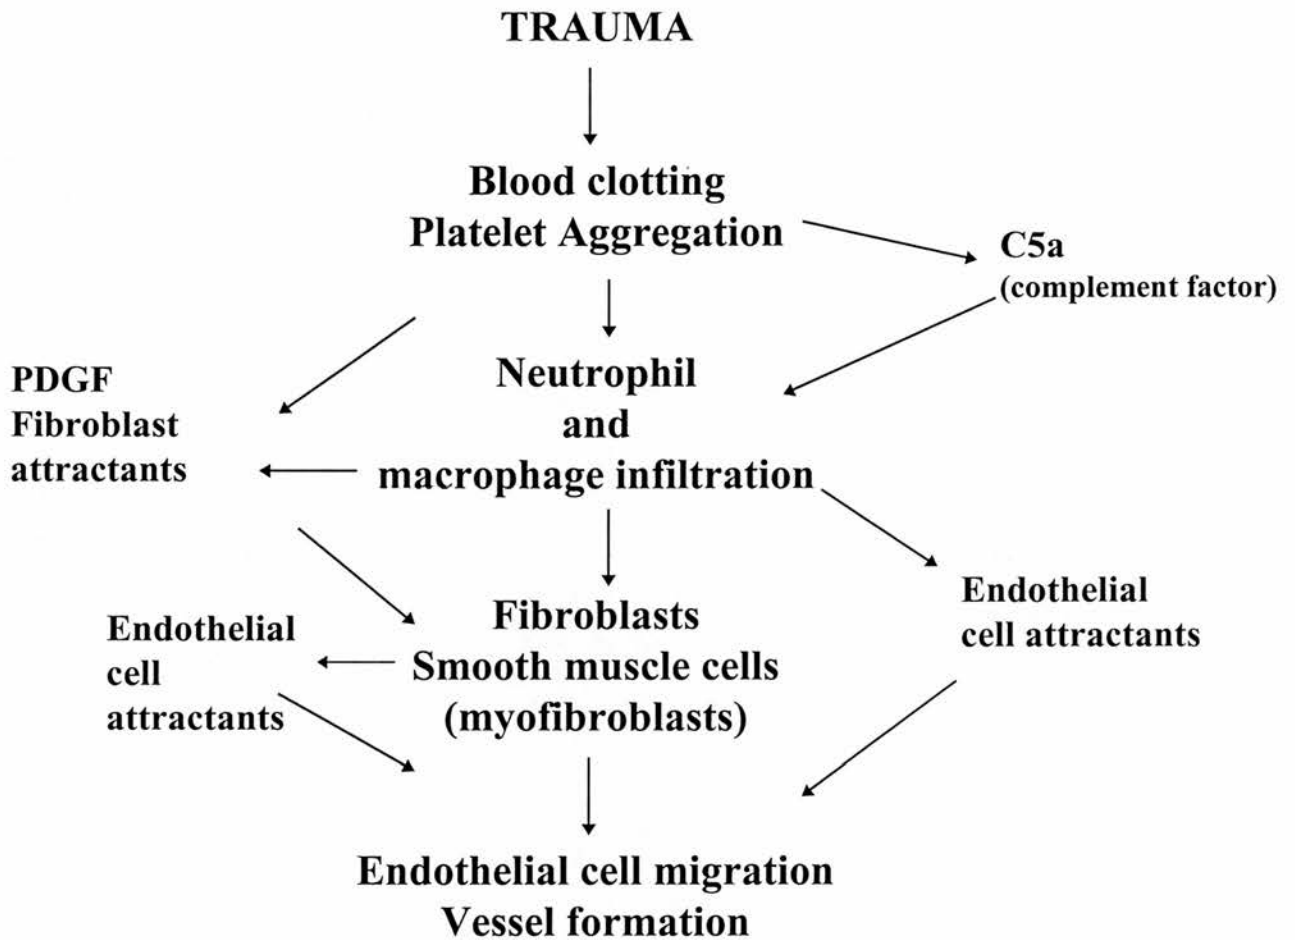 TRAUMA
Blood clotting
Platelet Aggregation
C5a
(complement factor)
PDGF
Fibroblast
attractants
Neutrophil
and
macrophage infiltration
Endothelial
cell attractants
Endothelial
cell
attractants
Fibroblasts
Smooth muscle cells
(myofibroblasts)
Endothelial cell migration
Vessel formation